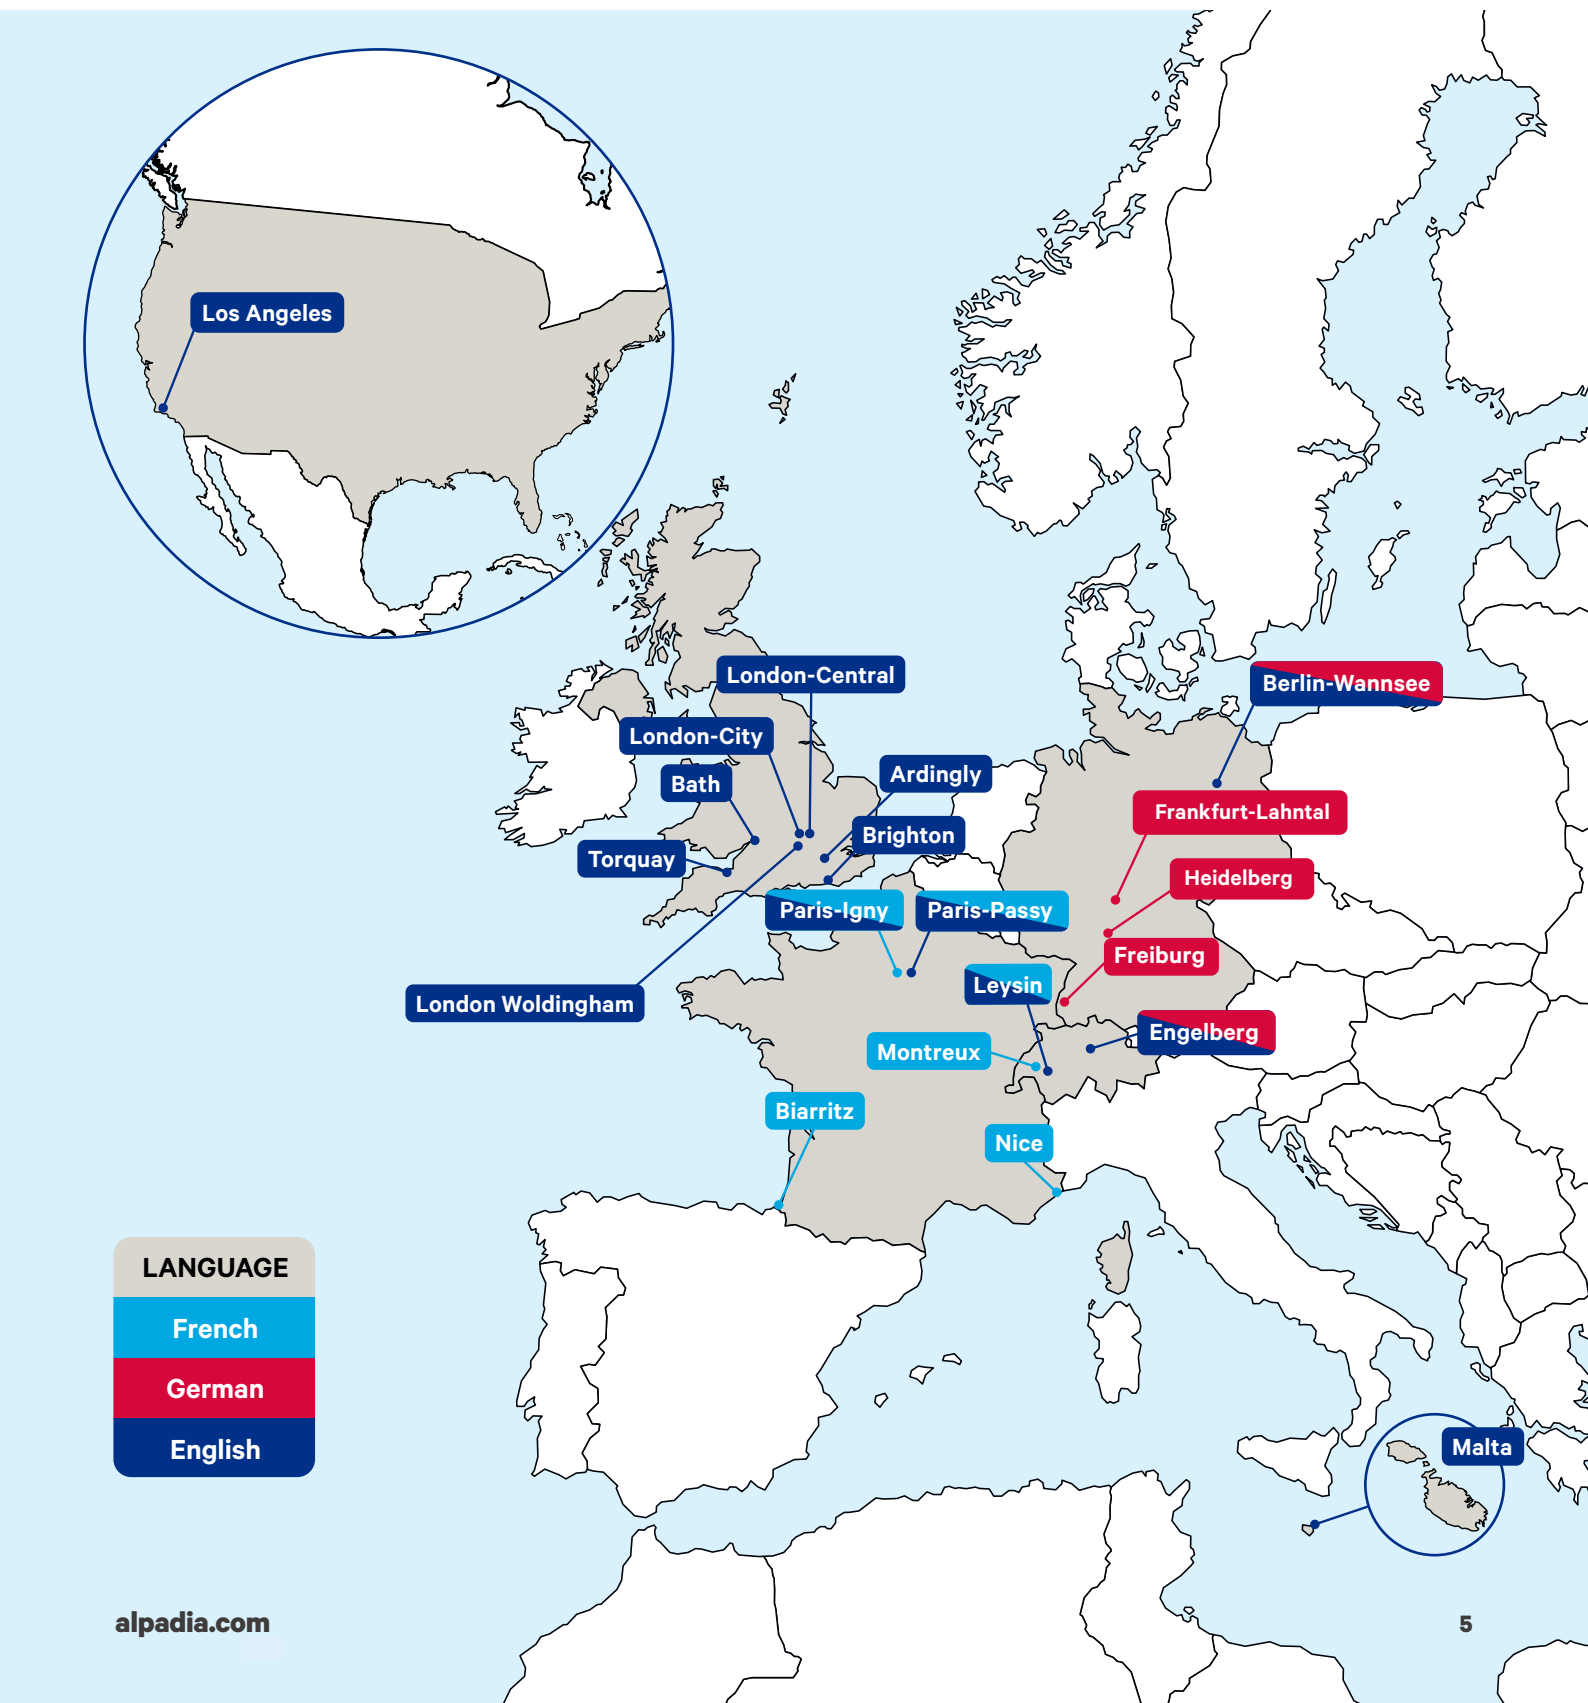 Los Angeles
London-Central
Berlin-Wannsee
London-City
Ardingly
Bath
Frankfurt-Lahntal
Brighton
Torquay
Heidelberg
Paris-Igny
Paris-Passy
Freiburg
Leysin
London Woldingham
Engelberg
Montreux
Biarritz
Nice
LANGUAGE
French
German
English
Malta
alpadia.com
5